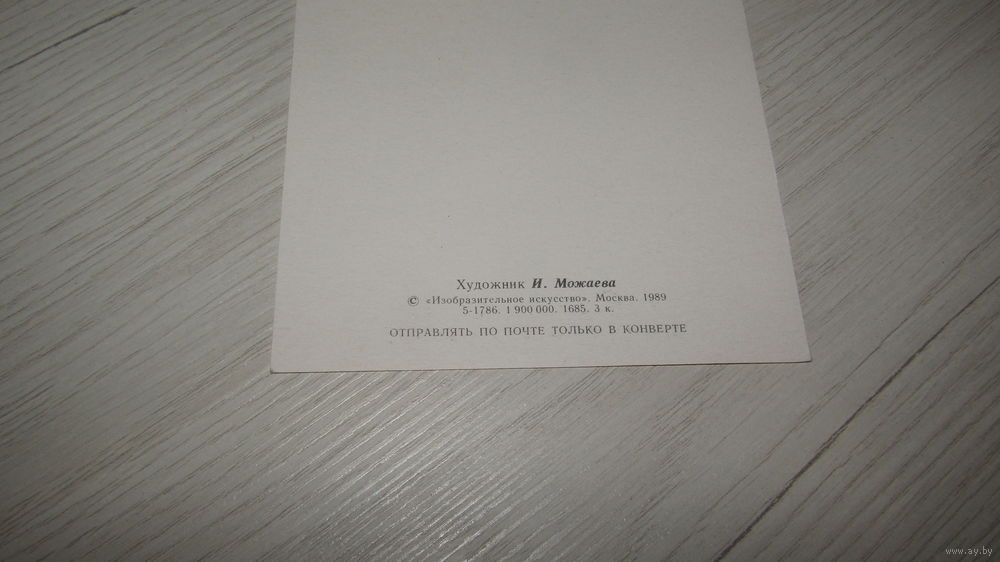 Художник И. Можаева
© «Изобразительное искусство». Москва. 1989
5-1786. 1 900 000. 1685. 3 к.
ОТПРАВЛЯТЬ ПО ПОЧТЕ ТОЛЬКО В КОНВЕРТЕ
www.ay.by